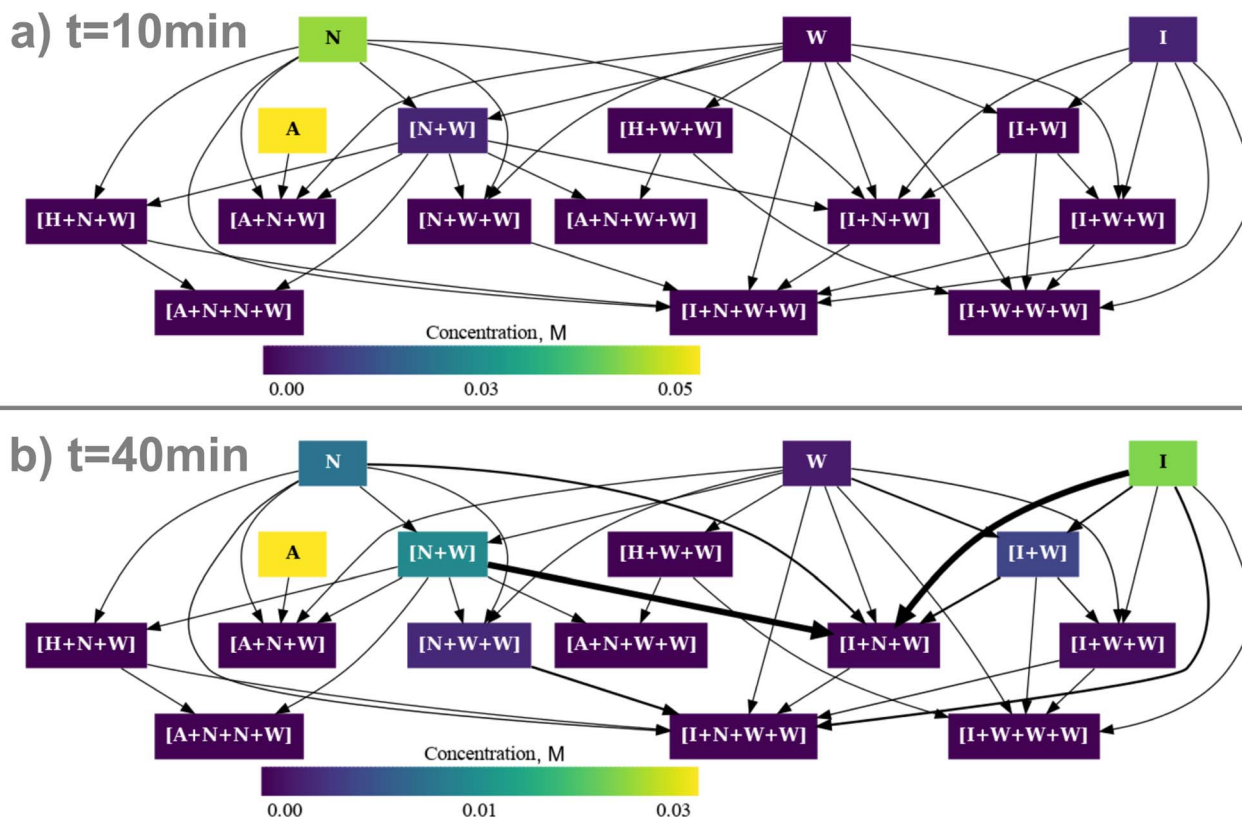 a) t=10min
N
W
I
A
[N+W]
[H+W+W]
[I+W]
[H+N+W]
[A+N+W]
[N+W+W]
[A+N+W+W]
[I+N+W]
[I+W+W]
[A+N+N+W]
[I+N+W+W]
[I+W+W+W]
Concentration, M
0.00 0.03 0.05
b) t=40min
N
W
I
A
[N+W]
[H+W+W]
[I+W]
[H+N+W]
[A+N+W]
[N+W+W]
[A+N+W+W]
[I+N+W]
[I+W+W]
[A+N+N+W]
[I+N+W+W]
[I+W+W+W]
Concentration, M
0.00 0.01 0.03